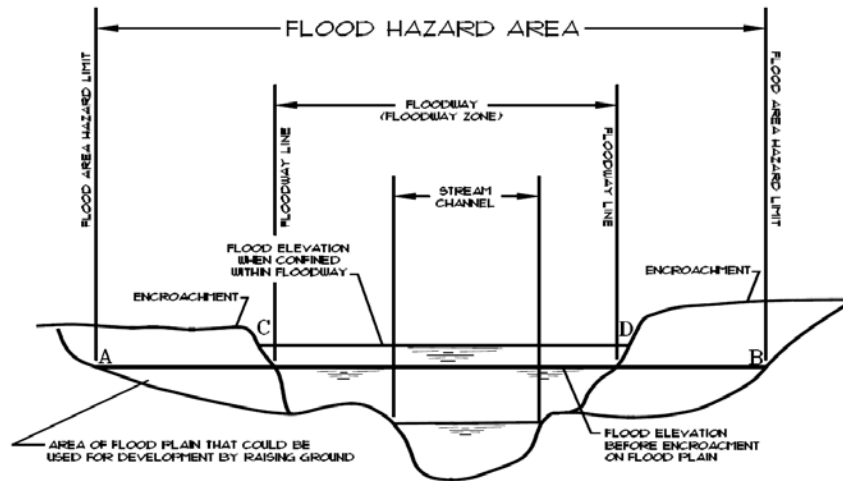 FLOOD HAZARD AREA
FLOOD AREA HAZARD LIMIT
FLOODWAY LINE
FLOODWAY
(FLOODWAY ZONE)
FLOODWAY LINE
FLOOD AREA HAZARD LIMIT
STREAM
CHANNEL
FLOOD ELEVATION
WHEN CONFINED
WITHIN FLOODWAY
ENCROACHMENT
ENCROACHMENT
C
D
A
B
AREA OF FLOOD PLAIN THAT COULD BE
USED FOR DEVELOPMENT BY RAISING GROUND
FLOOD ELEVATION
BEFORE ENCROACMENT
ON FLOOD PLAIN